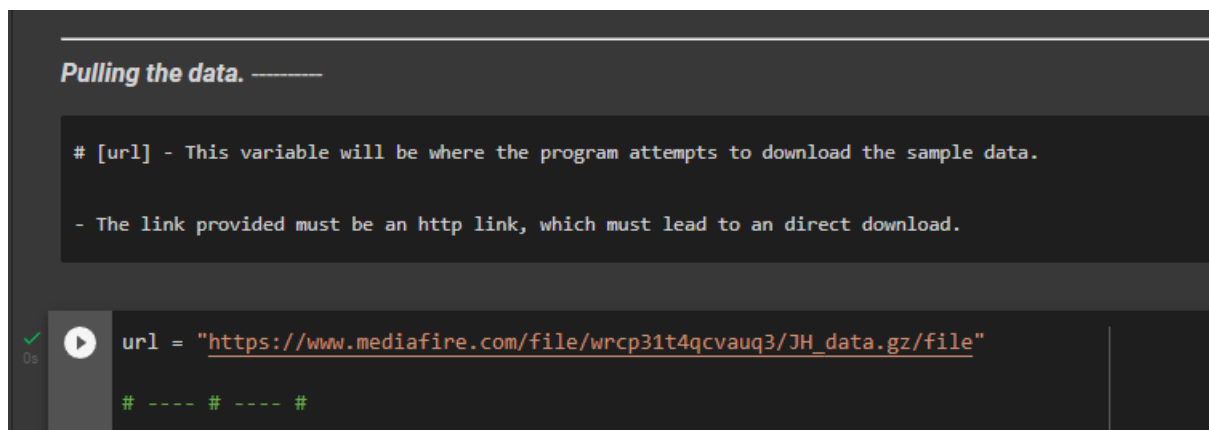 Pulling the data. ----------
# [url] - This variable will be where the program attempts to download the sample data.
- The link provided must be an http link, which must lead to an direct download.
url = "https://www.mediafire.com/file/wrcp31t4qcvauq3/JH_data.gz/file"
0s
# ---- # ---- #